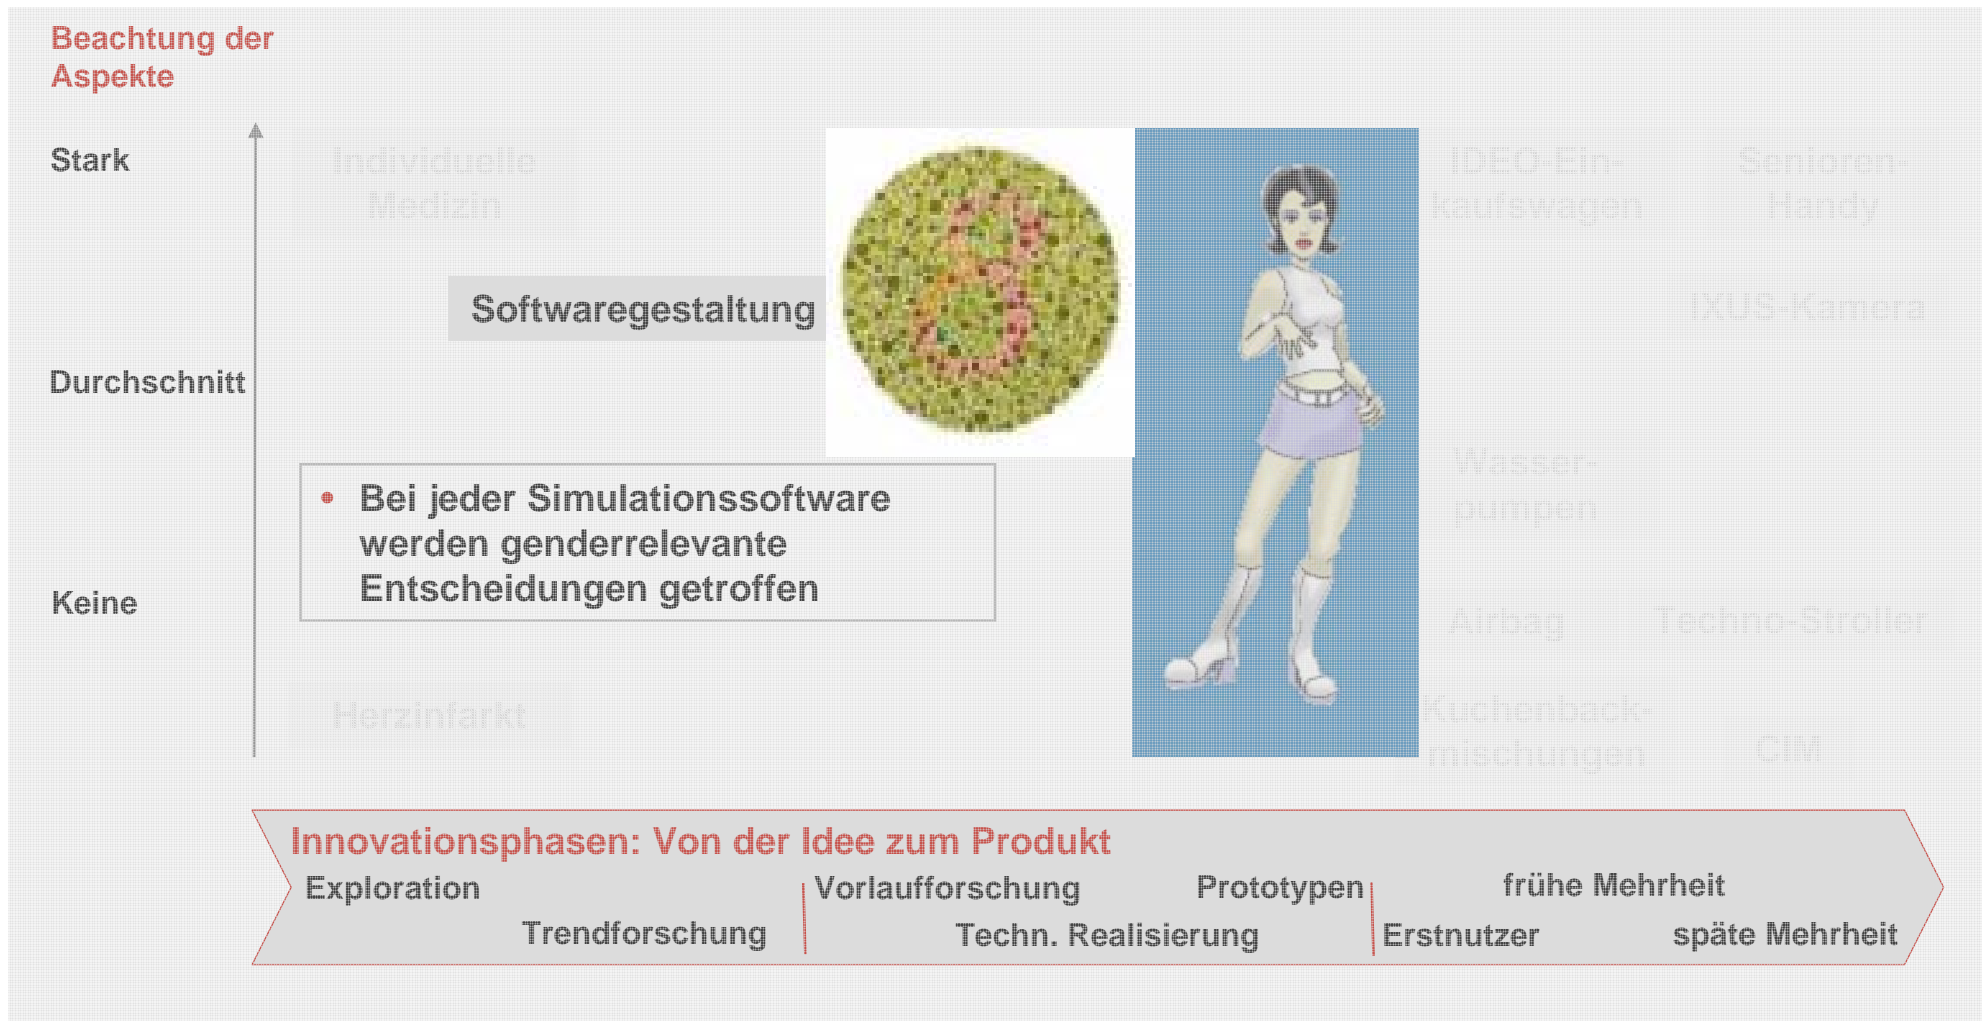 Beachtung der
Aspekte
Stark
Individuelle
Medizin
IDEO-Ein-
kaufswagen
Senioren-
Handy
8
Softwaregestaltung
IXUS-Kamera
Durchschnitt
Wasser-
pumpen
• Bei jeder Simulationssoftware
werden genderrelevante
Entscheidungen getroffen
Keine
Airbag
Techno-Stroller
Herzinfarkt
Kuchenback-
mischungen
CIM
Innovationsphasen: Von der Idee zum Produkt
Exploration
Vorlaufforschung
Prototypen
frühe Mehrheit
Trendforschung
Techn. Realisierung
Erstnutzer
späte Mehrheit